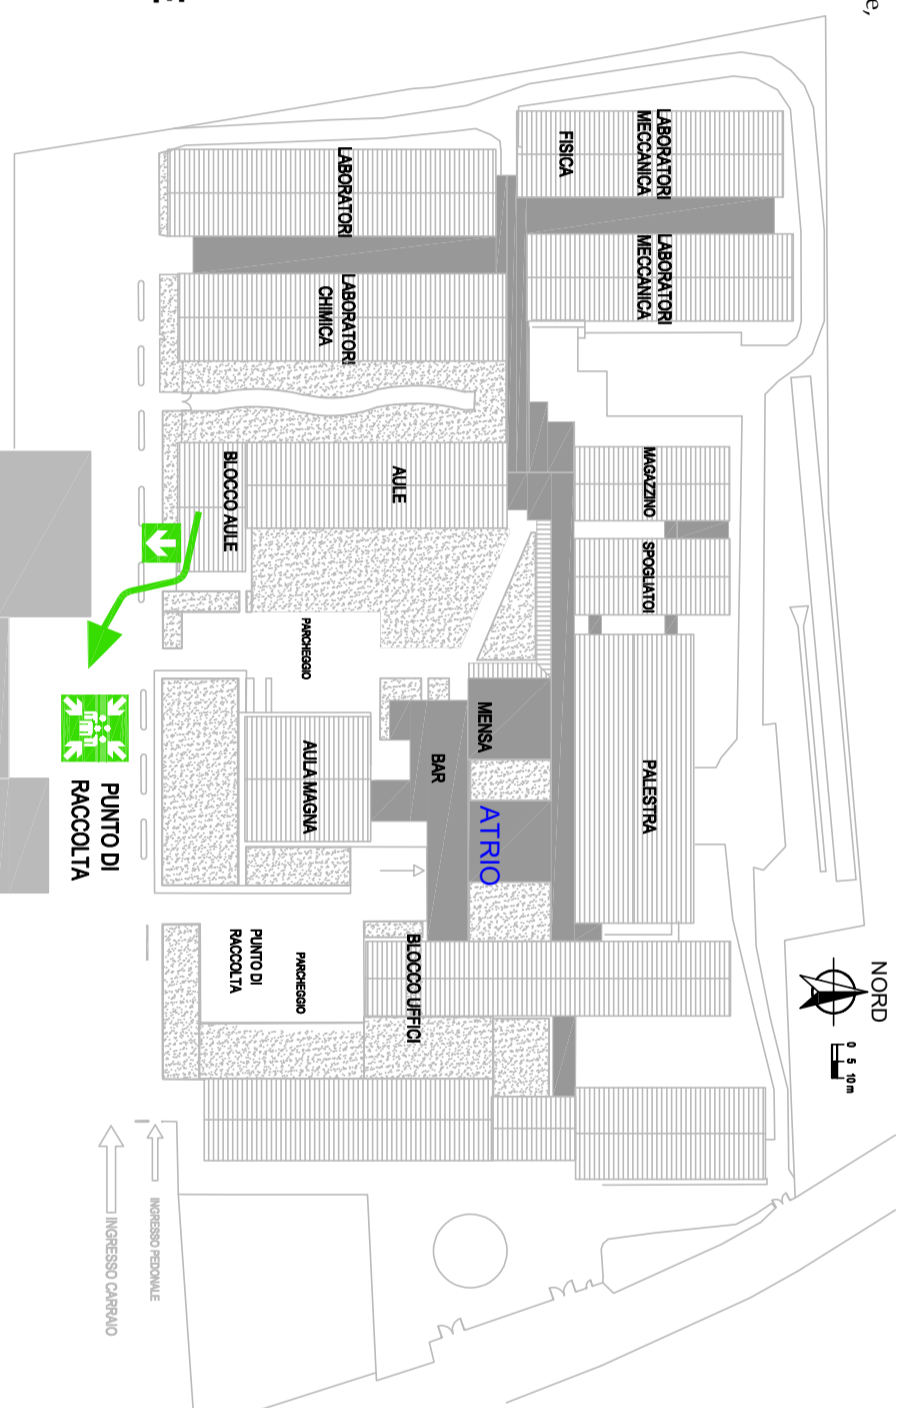 e,
NORD
0 5 10 m
LABORATORI
MECCANICA
LABORATORI
MECCANICA
FISICA
MAGAZZINO
SPOGLIATOI
PALESTRA
MENSA
ATRIO
BAR
BLOCCO UFFICI
AULE
LABORATORI
LABORATORI
CHIMICA
AULA MAGNA
PARCHEGGIO
PARCHEGGIO
BLOCCO AULE
PUNTO DI
RACCOLTA
INGRESSO PEDONALE
INGRESSO CARRAIO
PUNTO DI
RACCOLTA